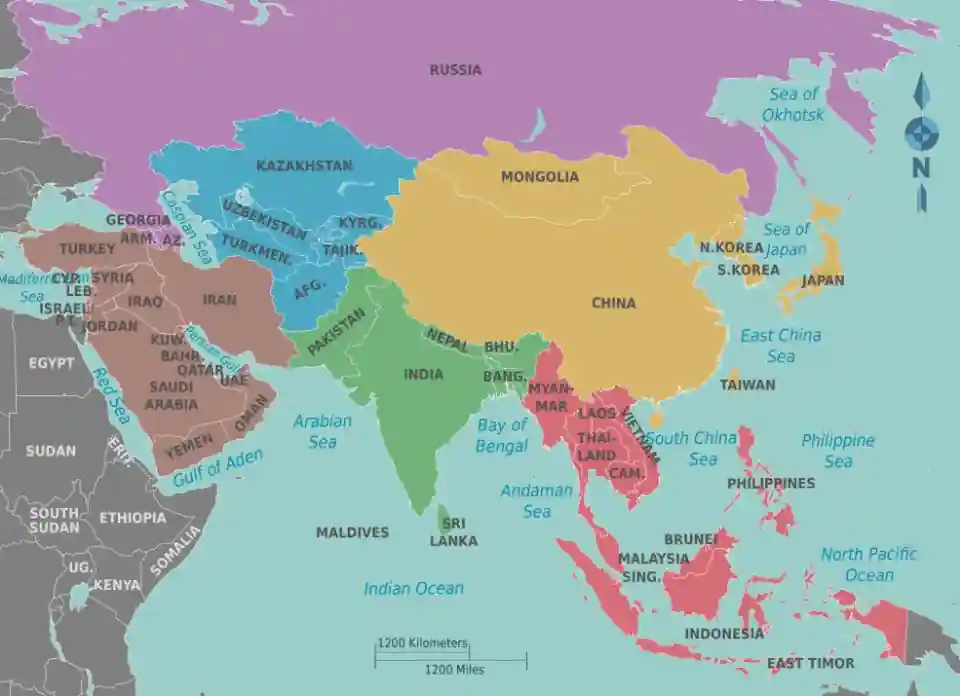 RUSSIA
Sea of
Okhotsk
N
KAZAKHSTAN
MONGOLIA
UZBEKISTAN
KYRG.
TURKMEN.
TAJIK.
AFG.
Caspian Sea
GEORGIA
ARM.
AZ.
TURKEY
Mediterranean
Sea
CYP.
SYRIA
LEB.
ISRAEL
P.T.
JORDAN
IRAQ
IRAN
KUW.
BAHR.
QATAR
UAE
Persian Gulf
SAUDI
ARABIA
OMAN
YEMEN
Red Sea
Gulf of Aden
EGYPT
SUDAN
ERIT.
SOUTH
SUDAN
ETHIOPIA
SOMALIA
UG.
KENYA
PAKISTAN
INDIA
NEPAL
BHU.
BANG.
SRI
LANKA
MALDIVES
Arabian
Sea
Bay of
Bengal
Andaman
Sea
Indian Ocean
CHINA
N.KOREA
S.KOREA
Sea of
Japan
JAPAN
East China
Sea
TAIWAN
MYAN-
MAR
LAOS
THAI-
LAND
VIETNAM
CAM.
South China
Sea
Philippine
Sea
PHILIPPINES
BRUNEI
MALAYSIA
SING.
INDONESIA
EAST TIMOR
North Pacific
Ocean
1200 Kilometers
1200 Miles